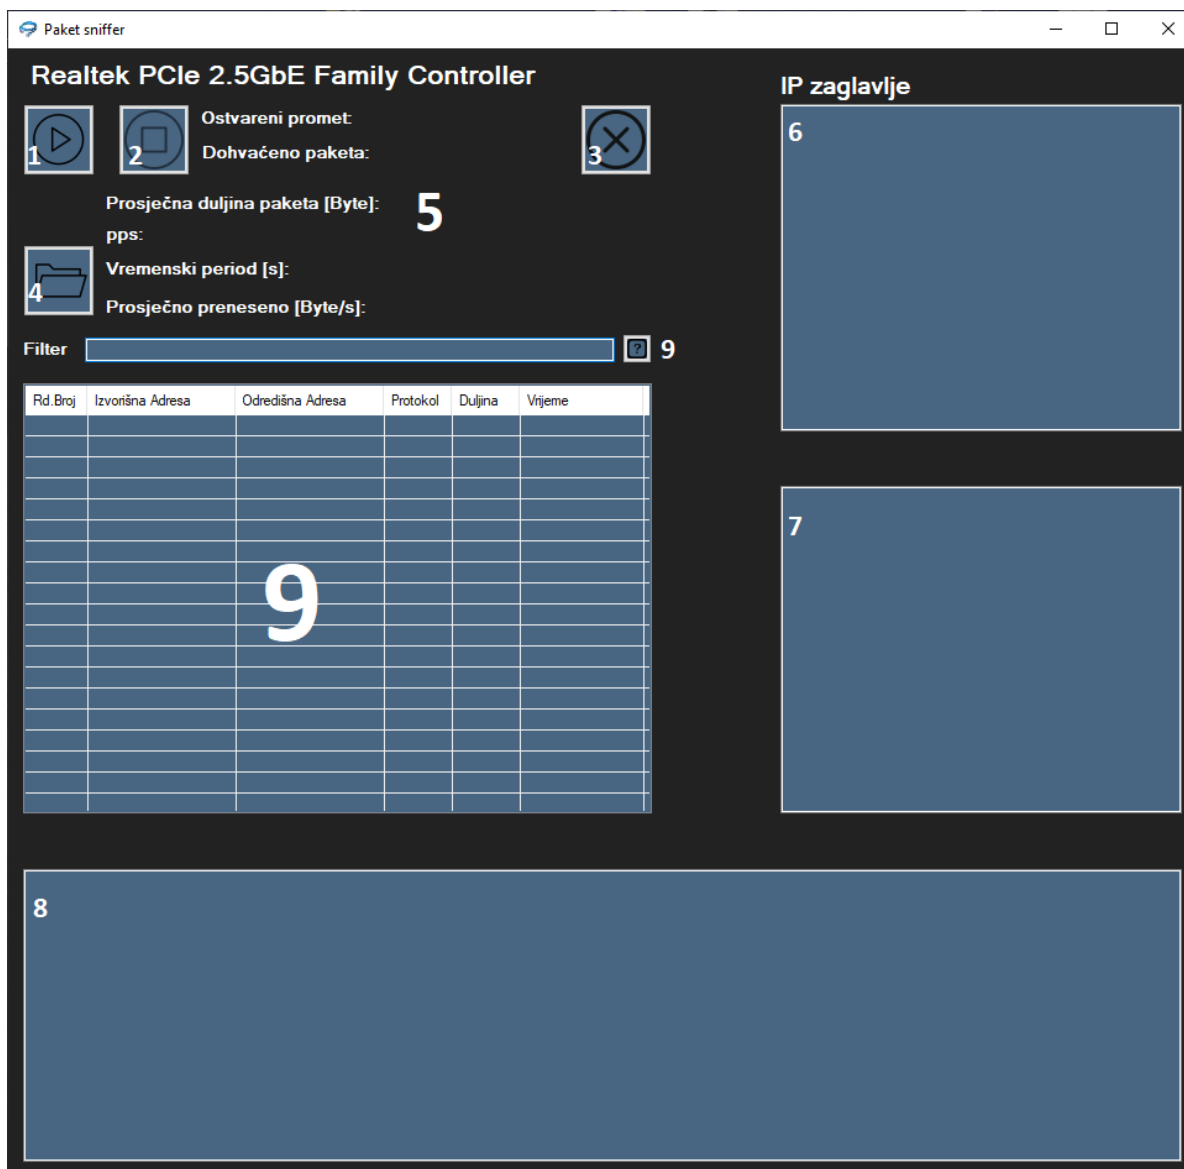 Paket sniffer
Realtek PCIe 2.5GbE Family Controller
1
2
Ostvareni promet:
Dohvaćeno paketa:
3
Prosječna duljina paketa [Byte]:
5
pps:
4
Vremenski period [s]:
Prosječno preneseno [Byte/s]:
Filter
?
9
Rd.Broj Izvorišna Adresa Odredišna Adresa Protokol Duljina Vrijeme
9
IP zaglavlje
6
7
8